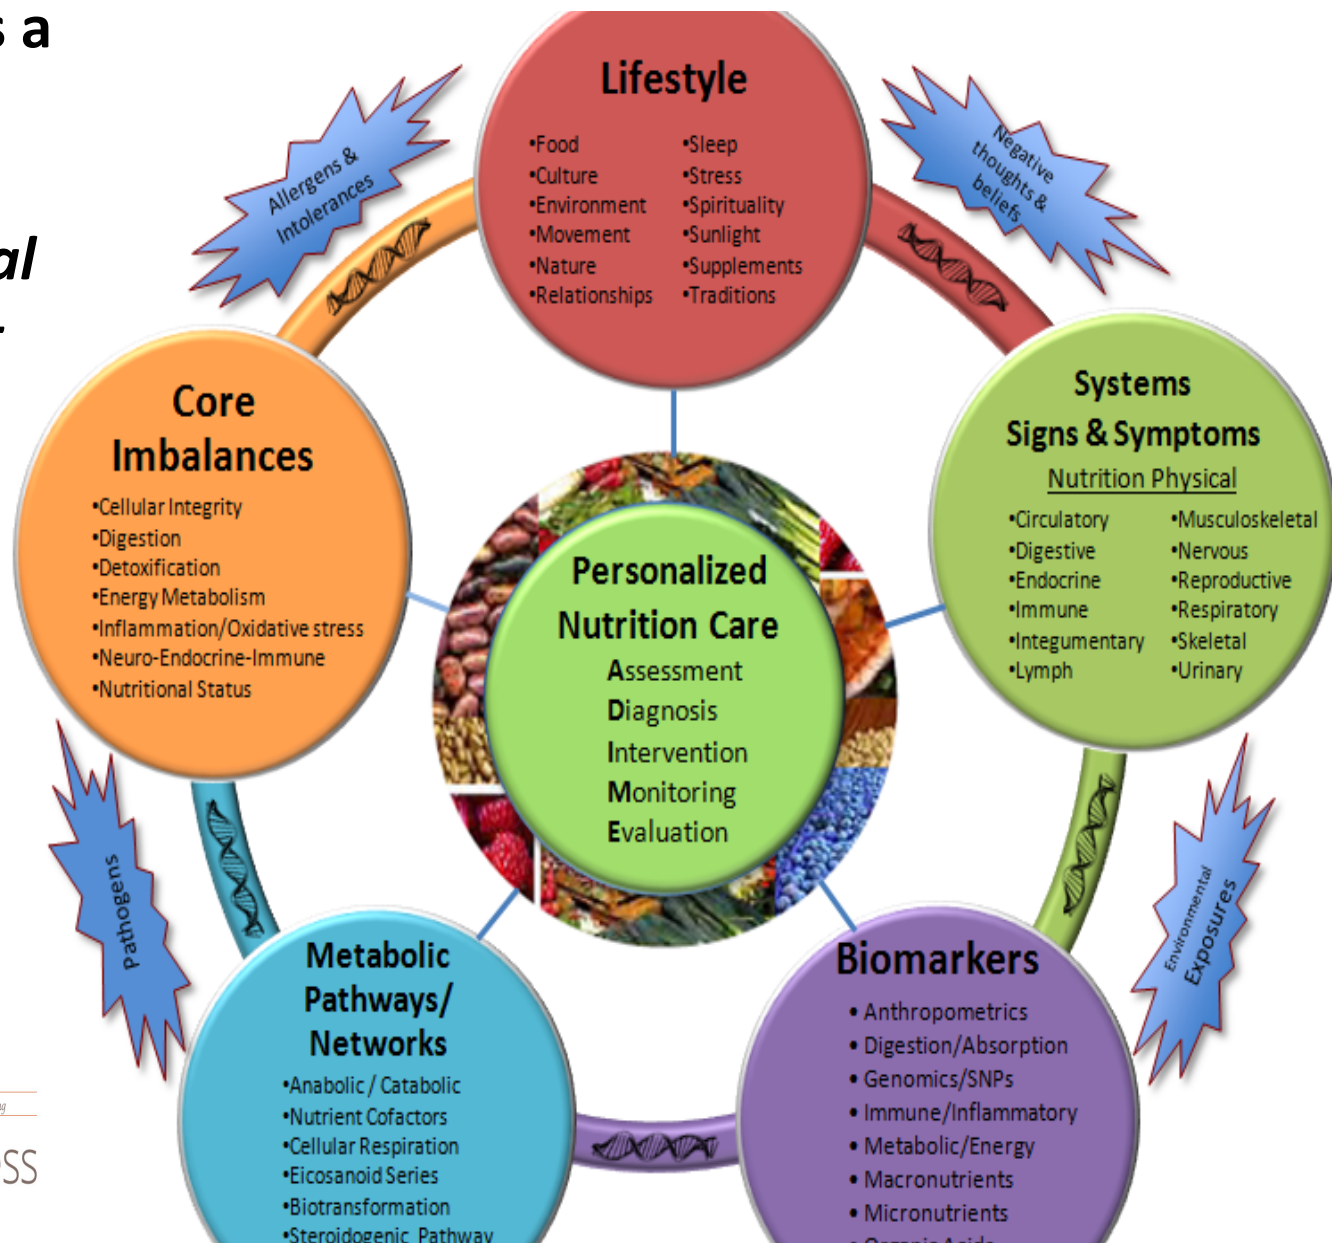 s a
al
Lifestyle
•Food
•Culture
•Environment
•Movement
•Nature
•Relationships
•Sleep
•Stress
•Spirituality
•Sunlight
•Supplements
•Traditions
Allergens &
Intolerances
Negative
thoughts &
beliefs
Core
Imbalances
•Cellular Integrity
•Digestion
•Detoxification
•Energy Metabolism
•Inflammation/Oxidative stress
•Neuro-Endocrine-Immune
•Nutritional Status
Systems
Signs & Symptoms
Nutrition Physical
•Circulatory
•Digestive
•Endocrine
•Immune
•Integumentary
•Lymph
•Musculoskeletal
•Nervous
•Reproductive
•Respiratory
•Skeletal
•Urinary
Personalized
Nutrition Care
Assessment
Diagnosis
Intervention
Monitoring
Evaluation
Pathogens
Environmental
Exposures
Metabolic
Pathways/
Networks
•Anabolic / Catabolic
•Nutrient Cofactors
•Cellular Respiration
•Eicosanoid Series
•Biotransformation
•Steroidogenic Pathway
Biomarkers
• Anthropometrics
• Digestion/Absorption
• Genomics/SNPs
• Immune/Inflammatory
• Metabolic/Energy
• Macronutrients
• Micronutrients
• Organic Acids